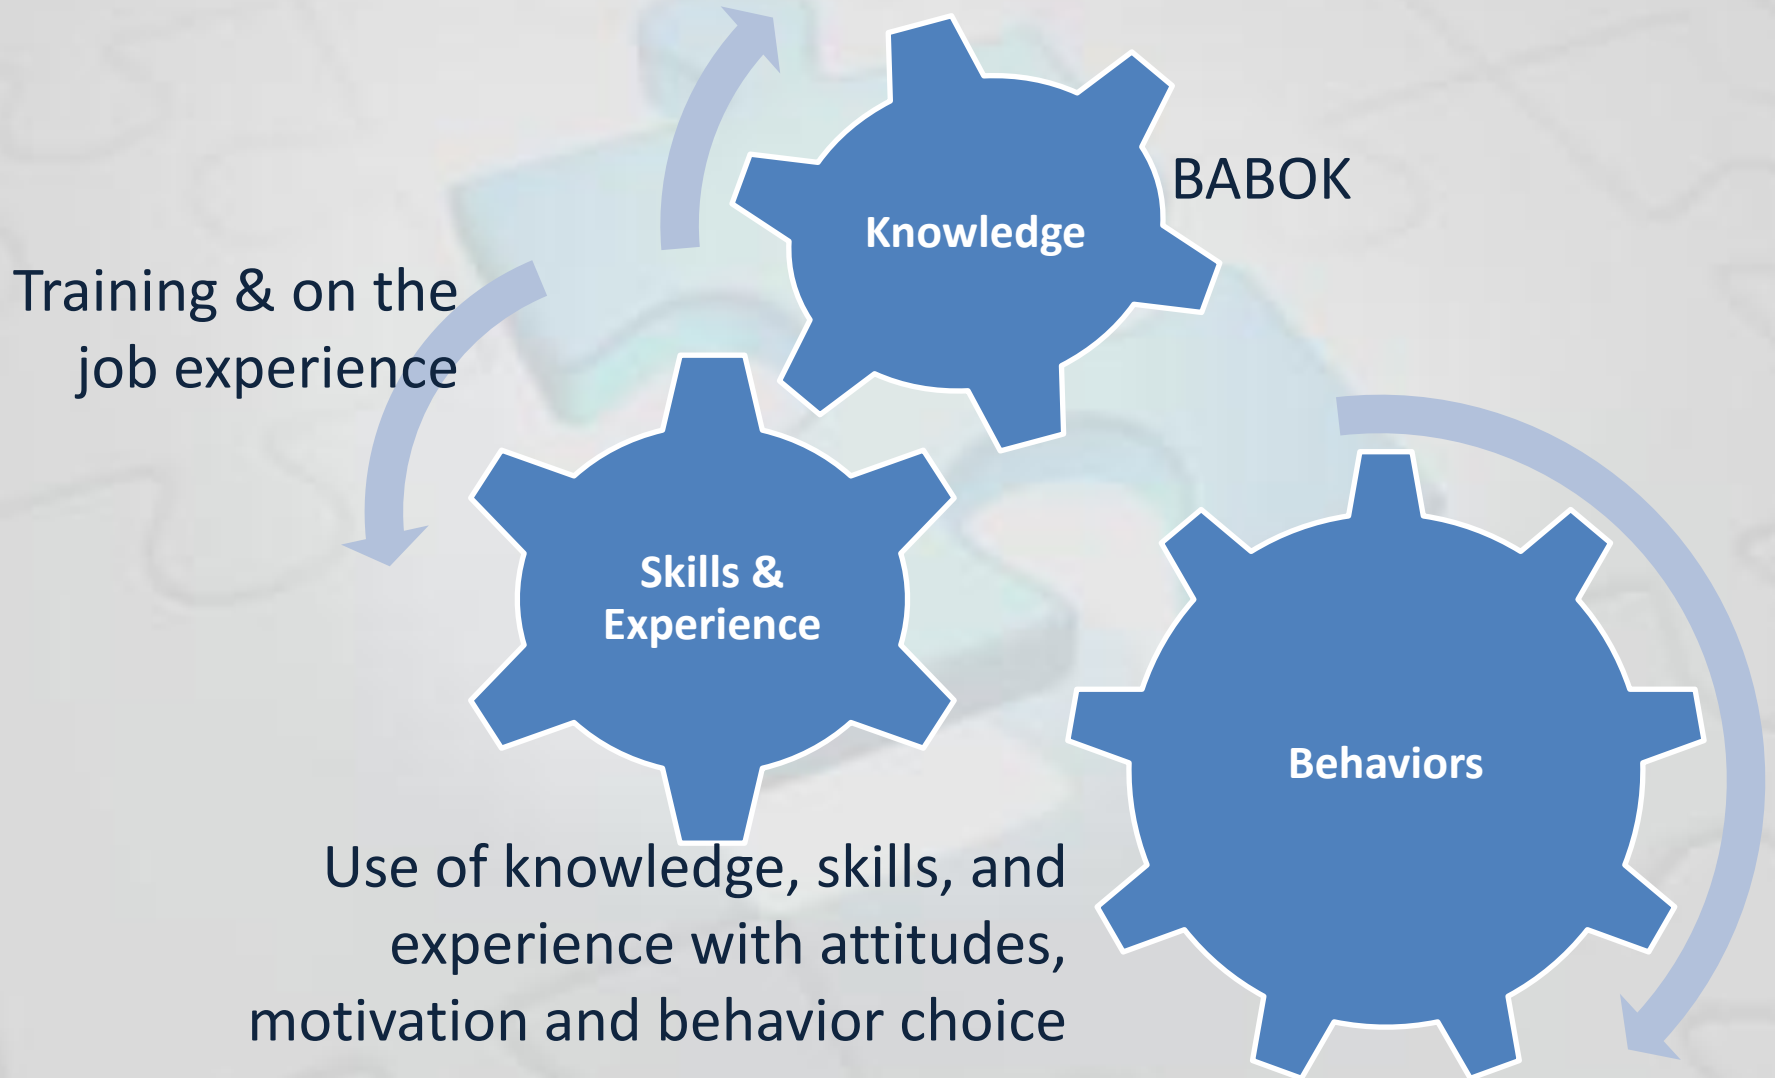 BABOK
Knowledge
Training & on the
job experience
Skills &
Experience
Behaviors
Use of knowledge, skills, and
experience with attitudes,
motivation and behavior choice